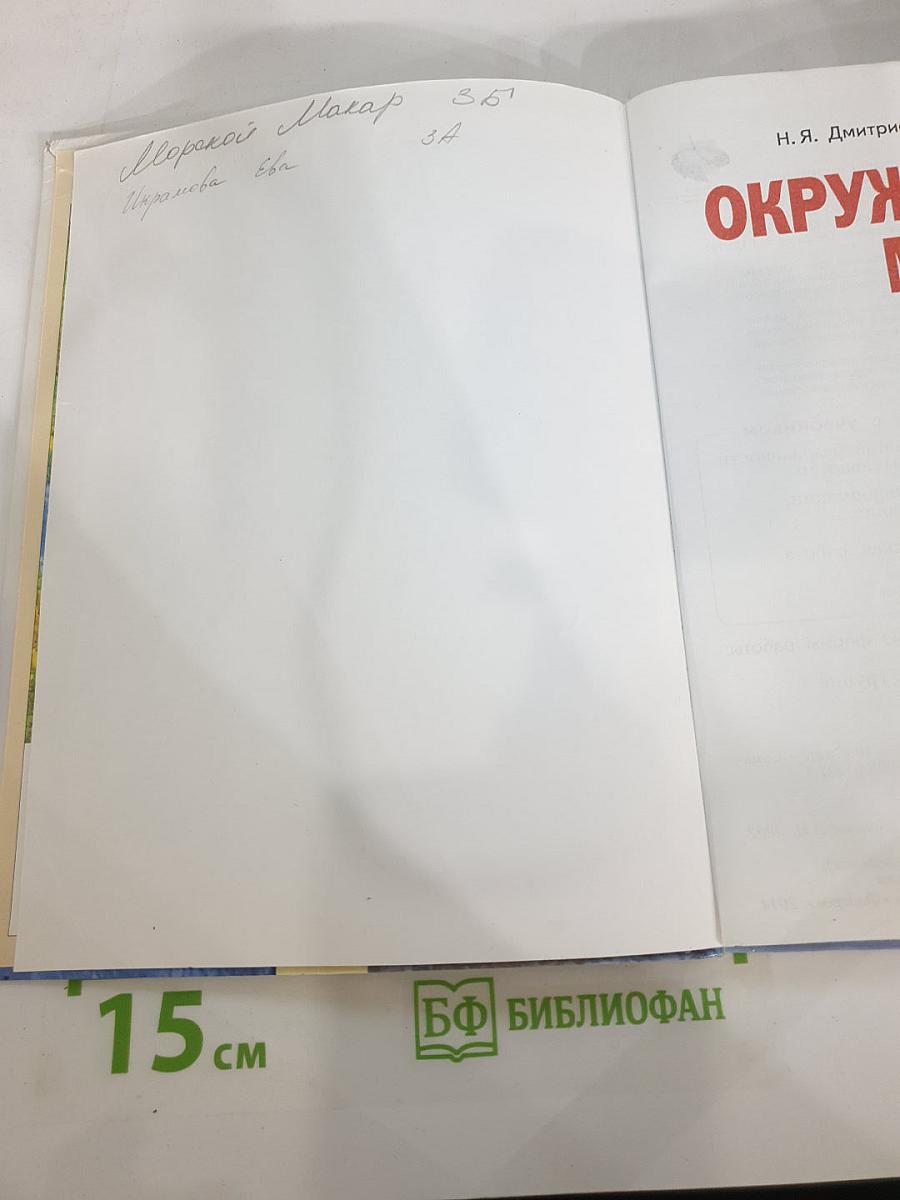 Морской Макар 3Б
Икрамова Ева 3А
Н. Я. Дмитри
ОКРУЖ
15 см
БФ БИБЛИОФАН